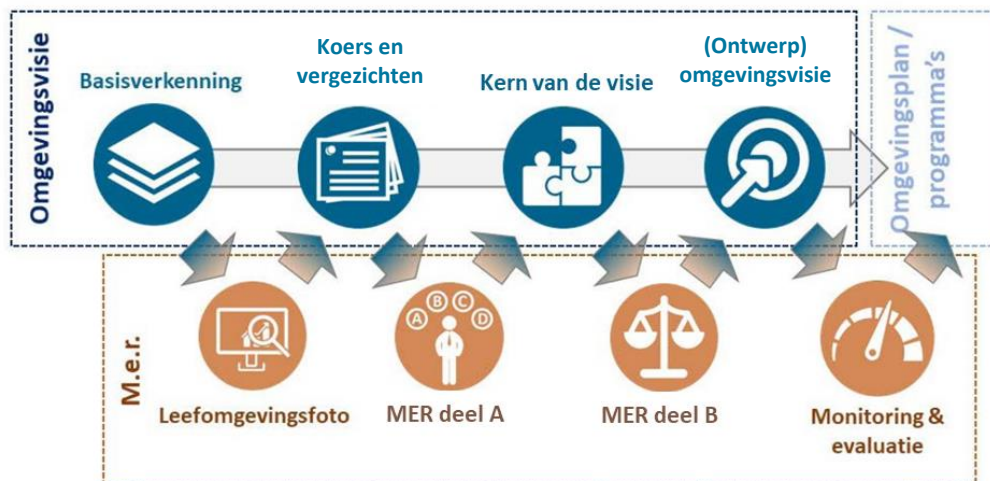 Omgevingsvisie
Basisverkenning
Koers en
vergezichten
Kern van de visie
(Ontwerp)
omgevingsvisie
Omgevingsplan /
programma's
M.e.r.
Leefomgevingsfoto
A
B
C
D
MER deel A
MER deel B
Monitoring &
evaluatie